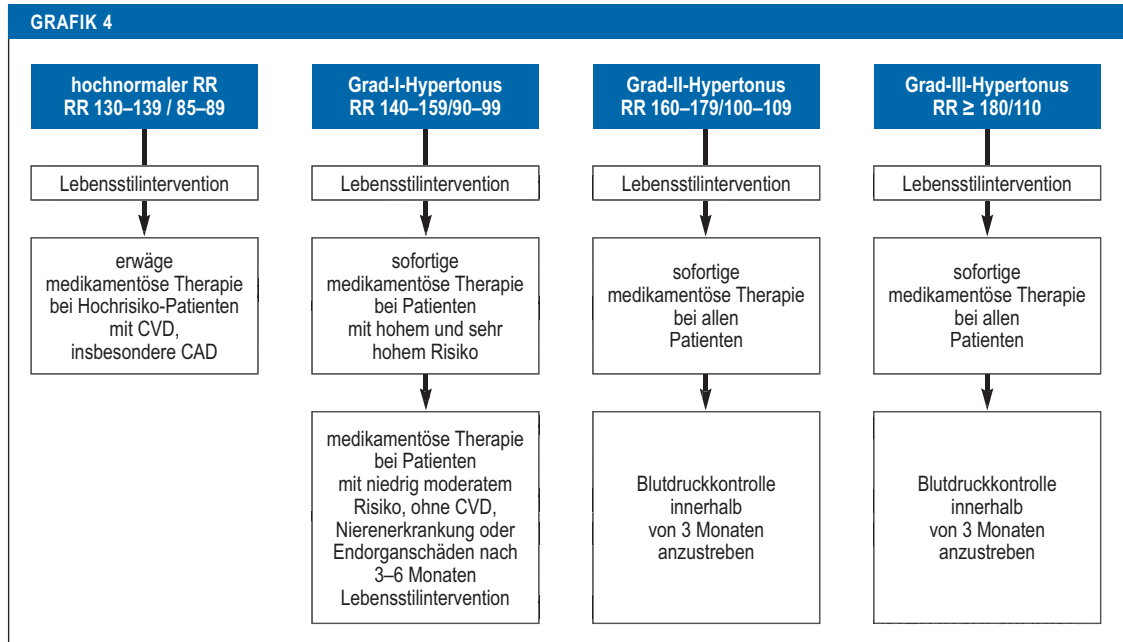 GRAFIK 4
hochnormaler RR
RR 130–139 / 85–89
Lebensstilintervention
erwäge
medikamentöse Therapie
bei Hochrisiko-Patienten
mit CVD,
insbesondere CAD
Grad-I-Hypertonus
RR 140–159/90–99
Lebensstilintervention
sofortige
medikamentöse Therapie
bei Patienten
mit hohem und sehr
hohem Risiko
medikamentöse Therapie
bei Patienten
mit niedrig moderatem
Risiko, ohne CVD,
Nierenerkrankung oder
Endorganschäden nach
3–6 Monaten
Lebensstilintervention
Grad-II-Hypertonus
RR 160–179/100–109
Lebensstilintervention
sofortige
medikamentöse Therapie
bei allen
Patienten
Blutdruckkontrolle
innerhalb
von 3 Monaten
anzustreben
Grad-III-Hypertonus
RR ≥ 180/110
Lebensstilintervention
sofortige
medikamentöse Therapie
bei allen
Patienten
Blutdruckkontrolle
innerhalb
von 3 Monaten
anzustreben